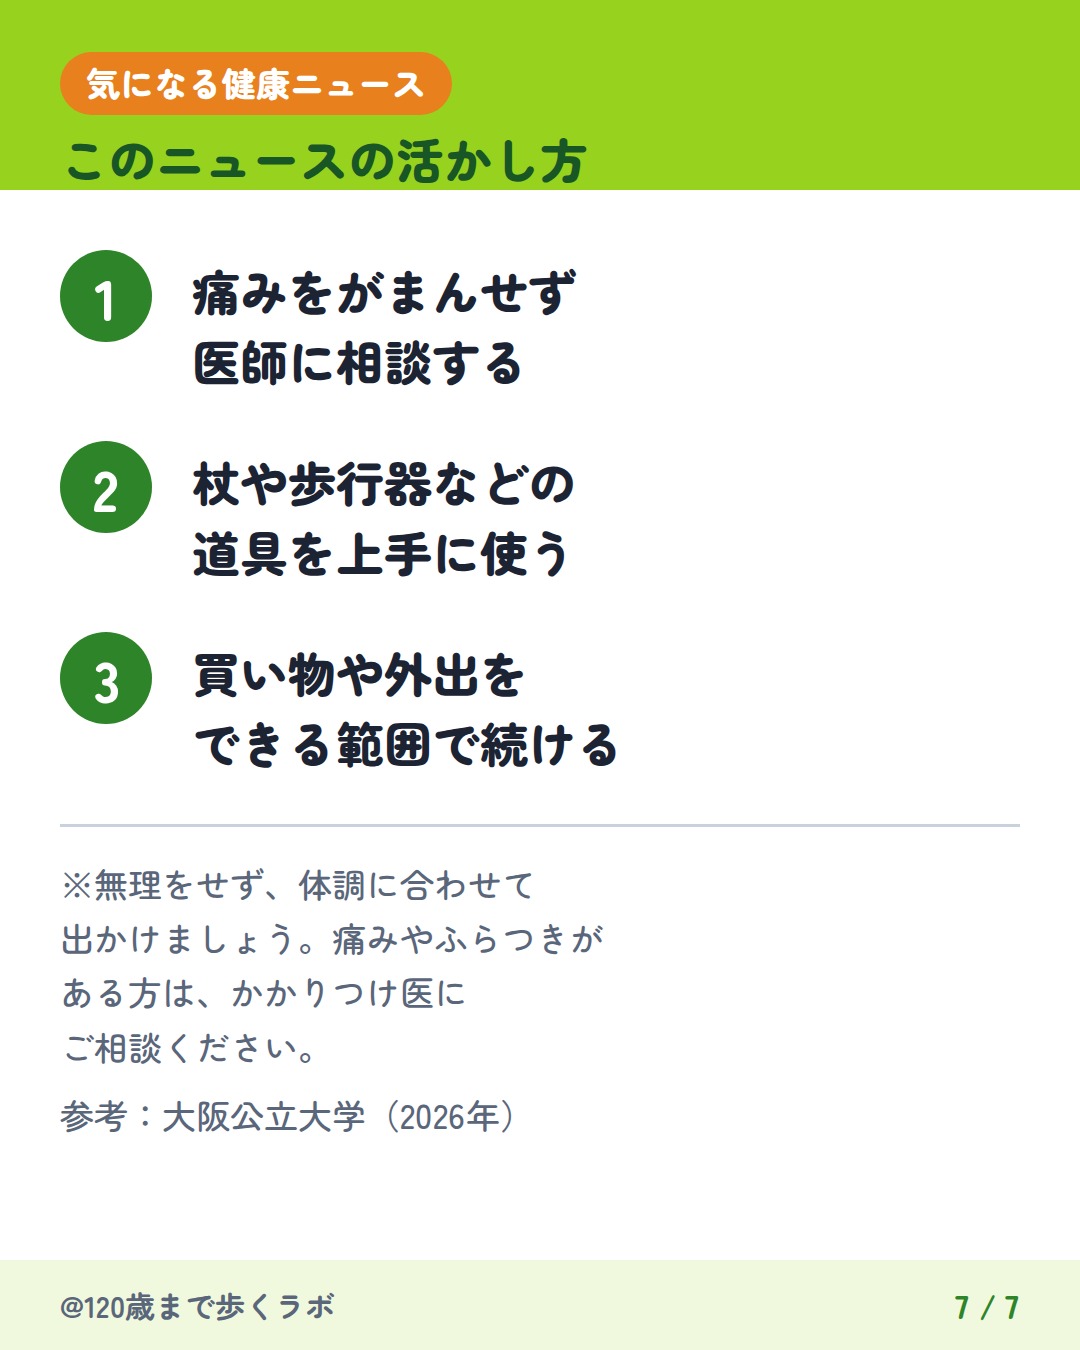 気になる健康ニュース
このニュースの活かし方
1
痛みをがまんせず
医師に相談する
2
杖や歩行器などの
道具を上手に使う
3
買い物や外出を
できる範囲で続ける
※無理をせず、体調に合わせて
出かけましょう。痛みやふらつきが
ある方は、かかりつけ医に
ご相談ください。
参考：大阪公立大学（2026年）
@120歳まで歩くラボ
7 / 7